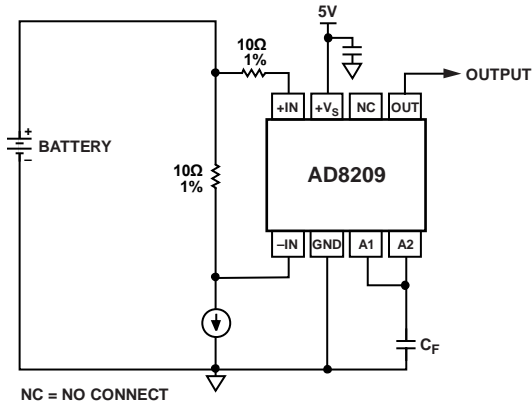 5V
10Ω
1%
OUTPUT
+IN
+VS
NC
OUT
BATTERY
+
–
10Ω
1%
AD8209
–IN
GND
A1
A2
CF
NC = NO CONNECT